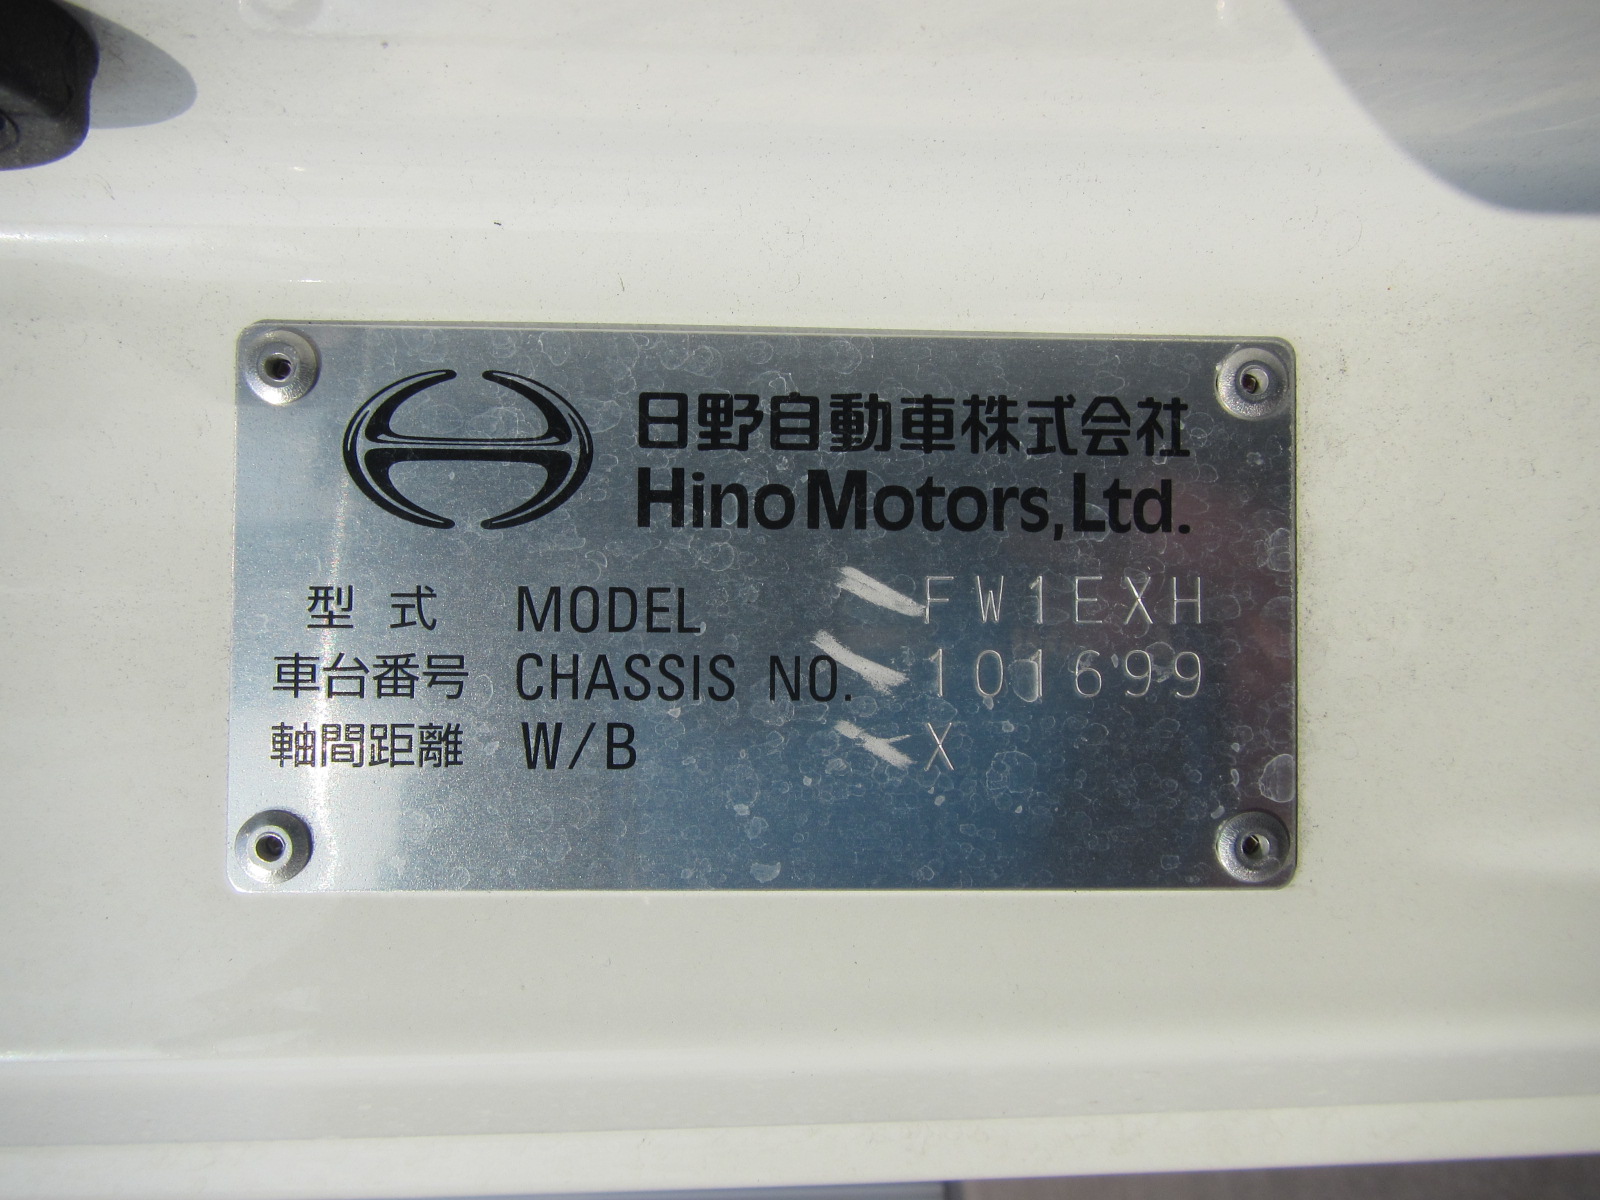 日野自動車株式会社
Hino Motors, Ltd.
型式 MODEL FW1EXH
車台番号 CHASSIS NO. 101699
軸間距離 W/B X